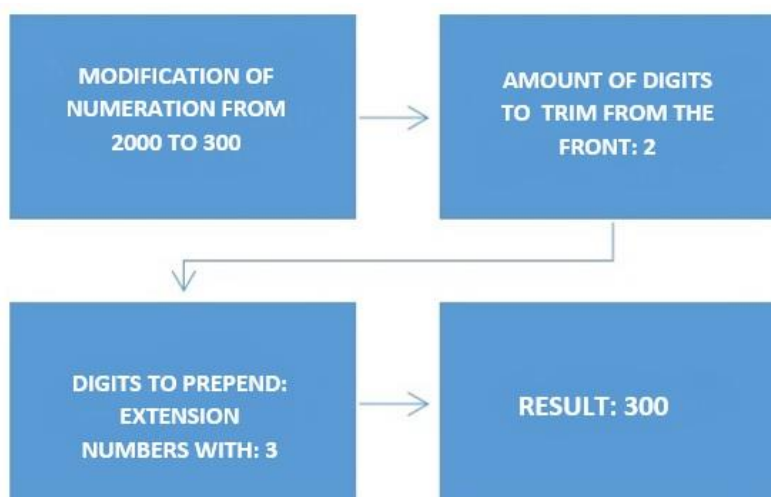 MODIFICATION OF
NUMERATION FROM
2000 TO 300
AMOUNT OF DIGITS
TO TRIM FROM THE
FRONT: 2
DIGITS TO PREPEND:
EXTENSION
NUMBERS WITH: 3
RESULT: 300